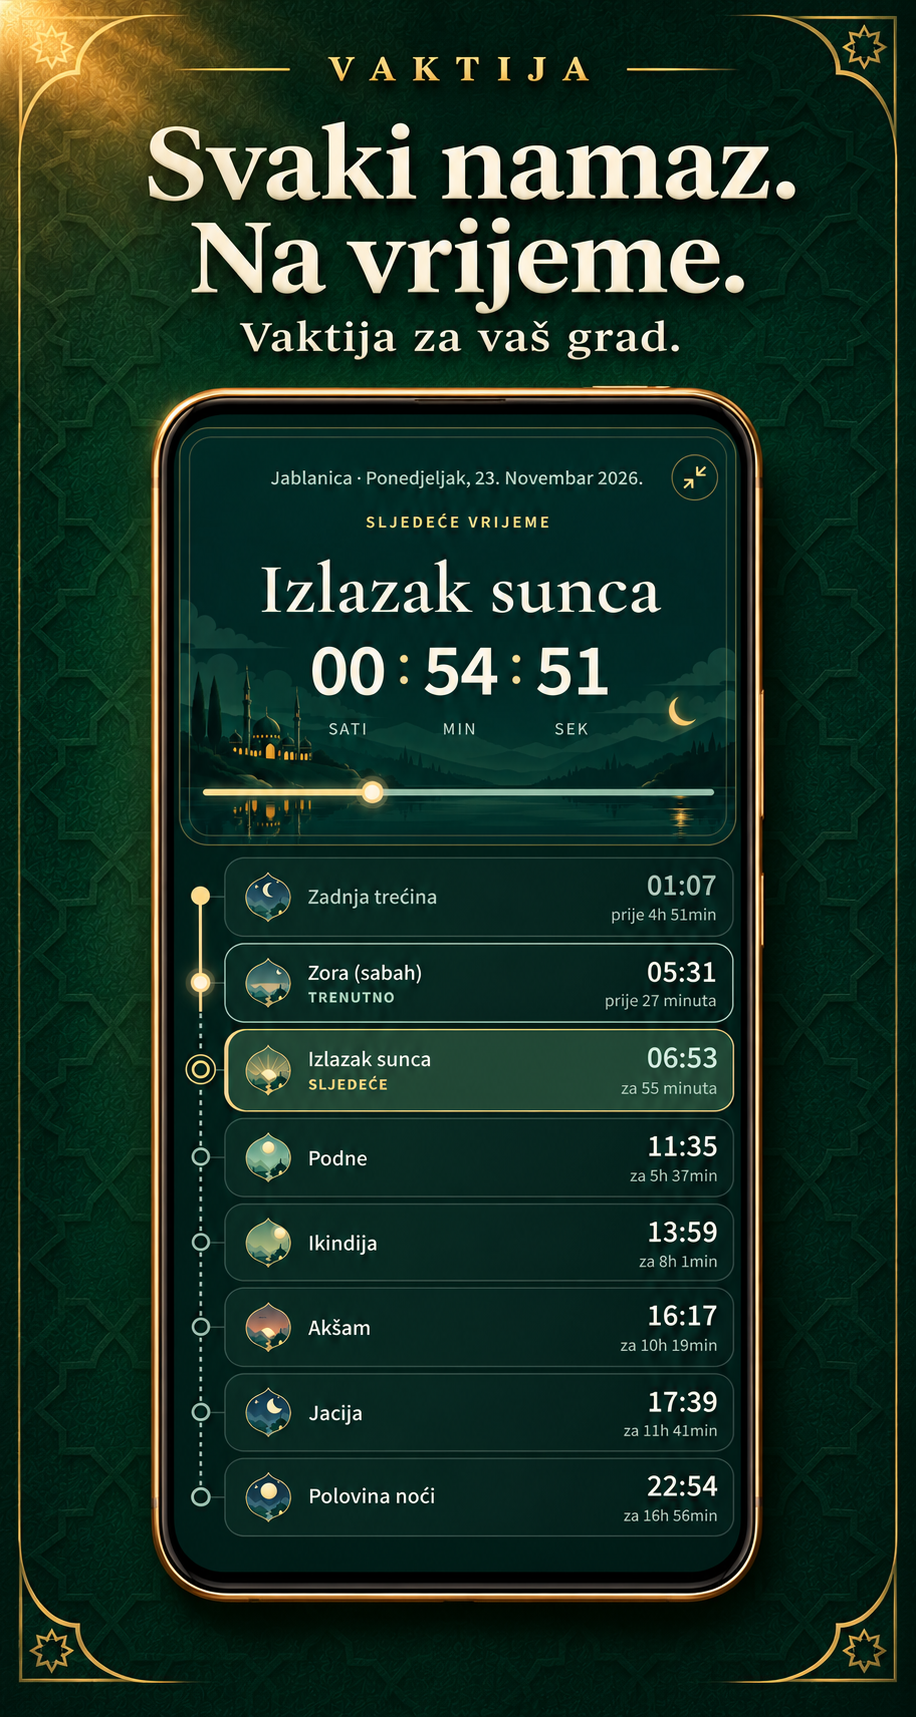 VAKTIJA
Svaki namaz.
Na vrijeme.
Vaktija za vaš grad.
Jablanica · Ponedjeljak, 23. Novembar 2026.
SLJEDEĆE VRIJEME
Izlazak sunca
00 : 54 : 51
SATI MIN SEK
Zadnja trećina 01:07
prije 4h 51min
Zora (sabah) 05:31
TRENUTNO prije 27 minuta
Izlazak sunca 06:53
SLJEDEĆE za 55 minuta
Podne 11:35
za 5h 37min
Ikindija 13:59
za 8h 1min
Akšam 16:17
za 10h 19min
Jacija 17:39
za 11h 41min
Polovina noći 22:54
za 16h 56min